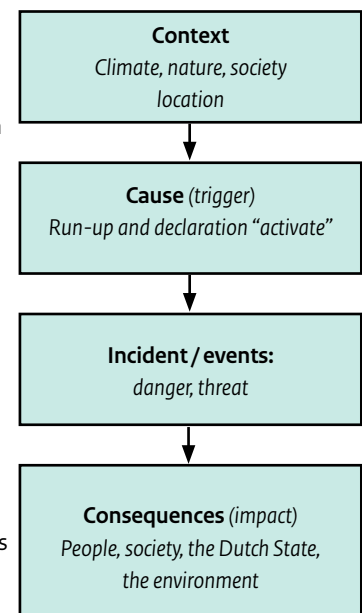 Context
Climate, nature, society
location
Cause (trigger)
Run-up and declaration “activate”
Incident / events:
danger, threat
Consequences (impact)
People, society, the Dutch State,
the environment
s